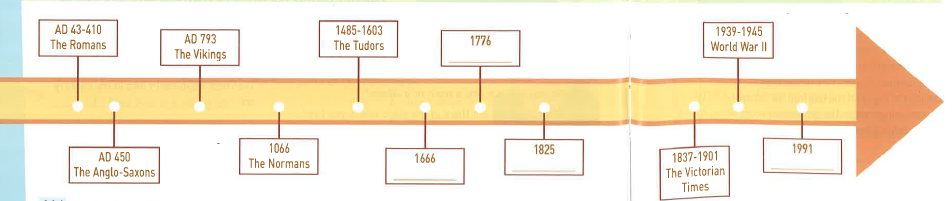 AD 43-410
The Romans
AD 450
The Anglo-Saxons
AD 793
The Vikings
1066
The Normans
1485-1603
The Tudors
1666
1776
1825
1837-1901
The Victorian
Times
1939-1945
World War II
1991